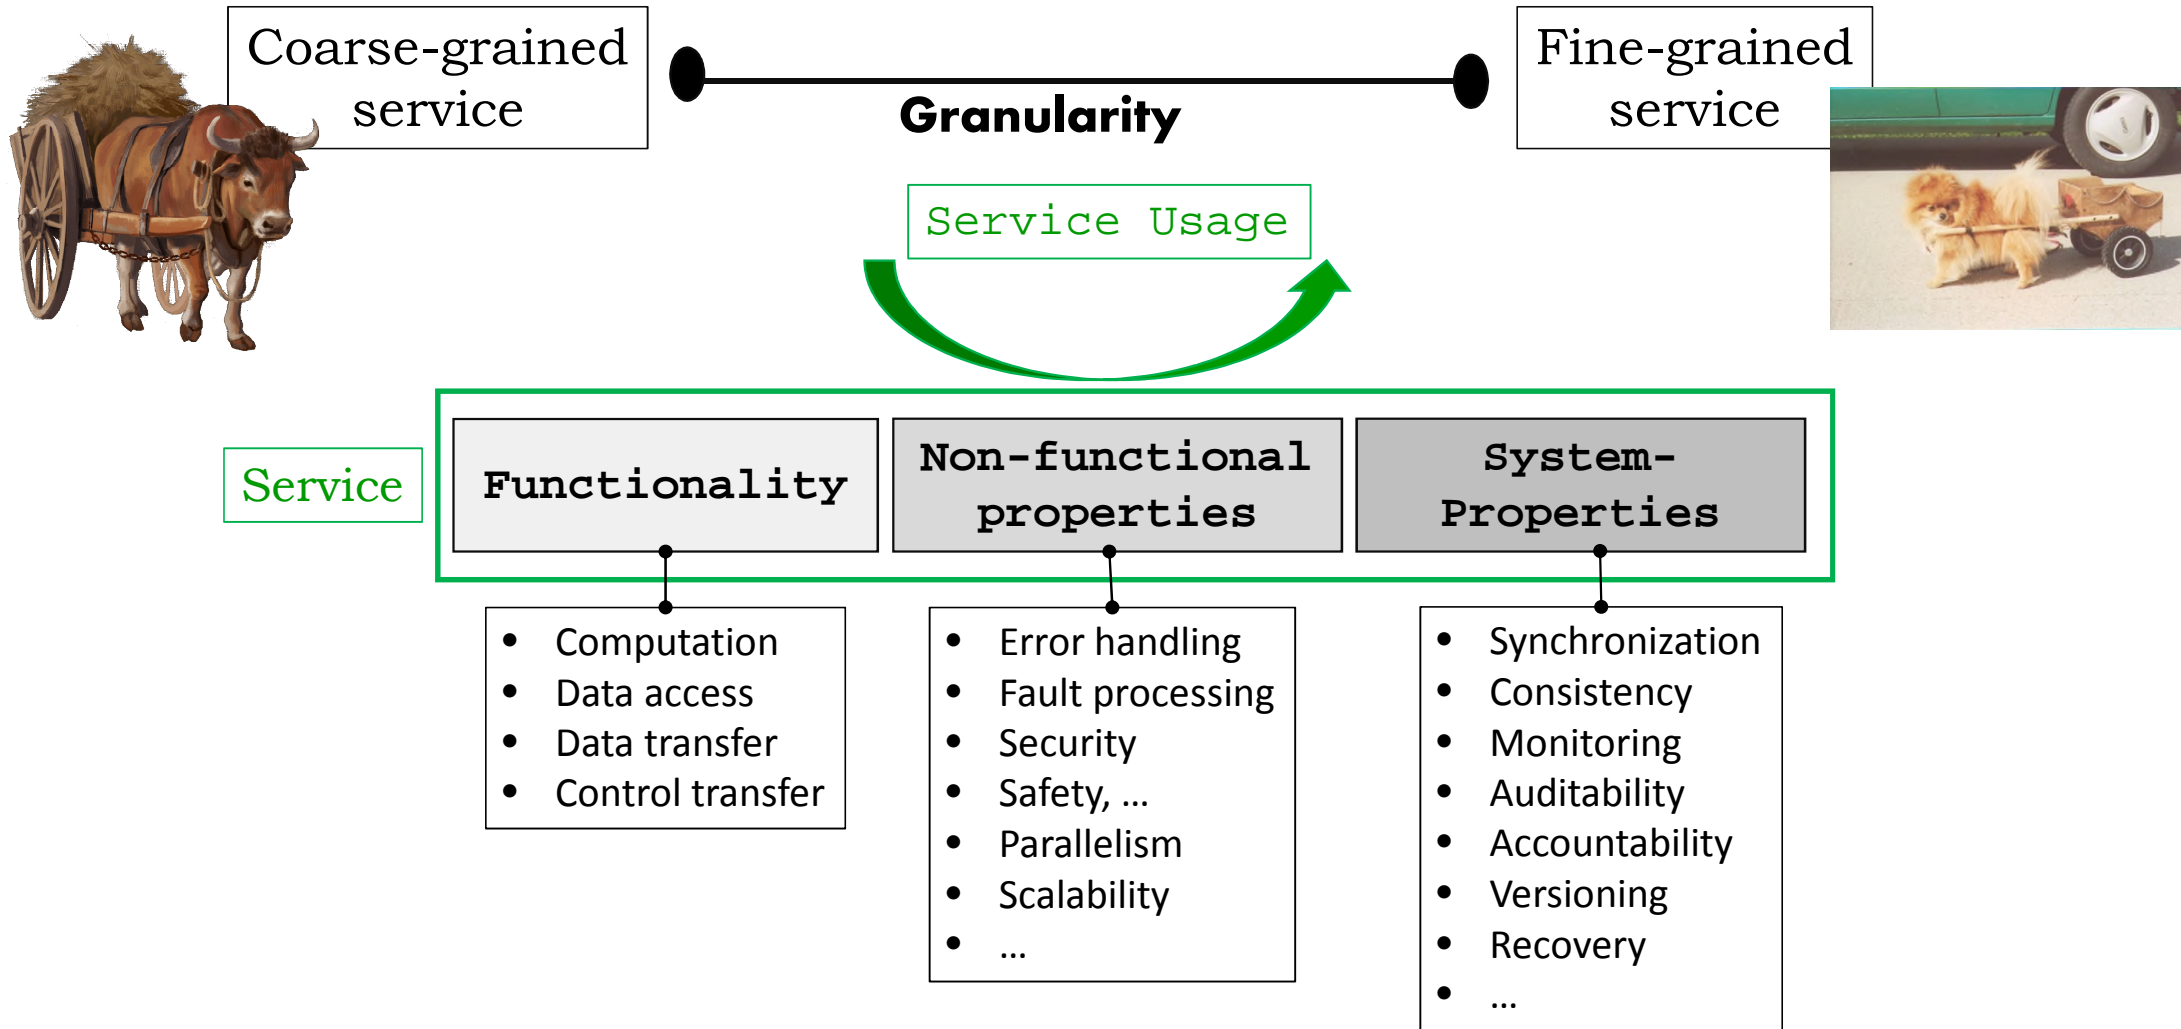 Coarse-grained
service
Granularity
Fine-grained
service
Service Usage
Service
Functionality
Non-functional
properties
System-
Properties
• Computation
• Data access
• Data transfer
• Control transfer
• Error handling
• Fault processing
• Security
• Safety, ...
• Parallelism
• Scalability
• ...
• Synchronization
• Consistency
• Monitoring
• Auditability
• Accountability
• Versioning
• Recovery
• ...